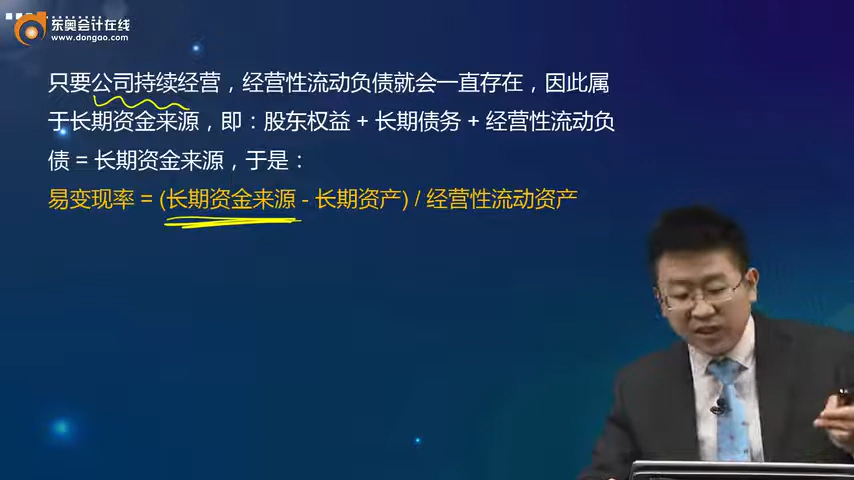 东奥会计在线
www.dongao.com
只要公司持续经营，经营性流动负债就会一直存在，因此属
于长期资金来源，即：股东权益 + 长期债务 + 经营性流动负
债 = 长期资金来源，于是：
易变现率 = (长期资金来源 - 长期资产) / 经营性流动资产